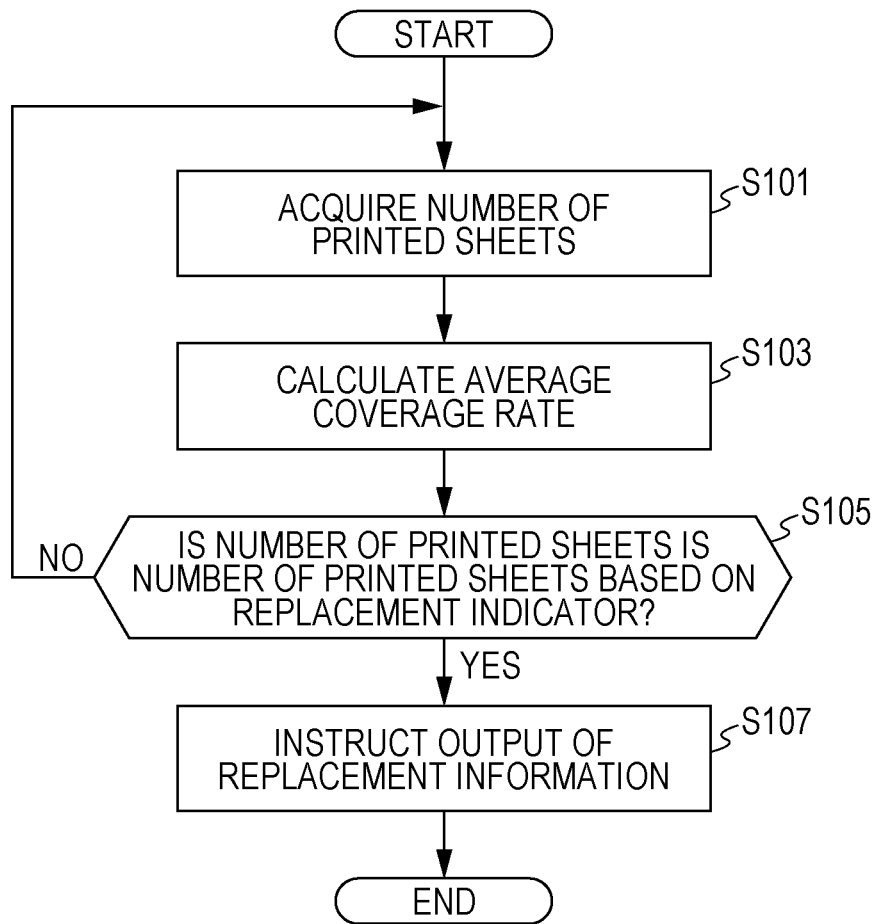 START
S101
ACQUIRE NUMBER OF
PRINTED SHEETS
S103
CALCULATE AVERAGE
COVERAGE RATE
S105
NO
IS NUMBER OF PRINTED SHEETS IS
NUMBER OF PRINTED SHEETS BASED ON
REPLACEMENT INDICATOR?
YES
S107
INSTRUCT OUTPUT OF
REPLACEMENT INFORMATION
END